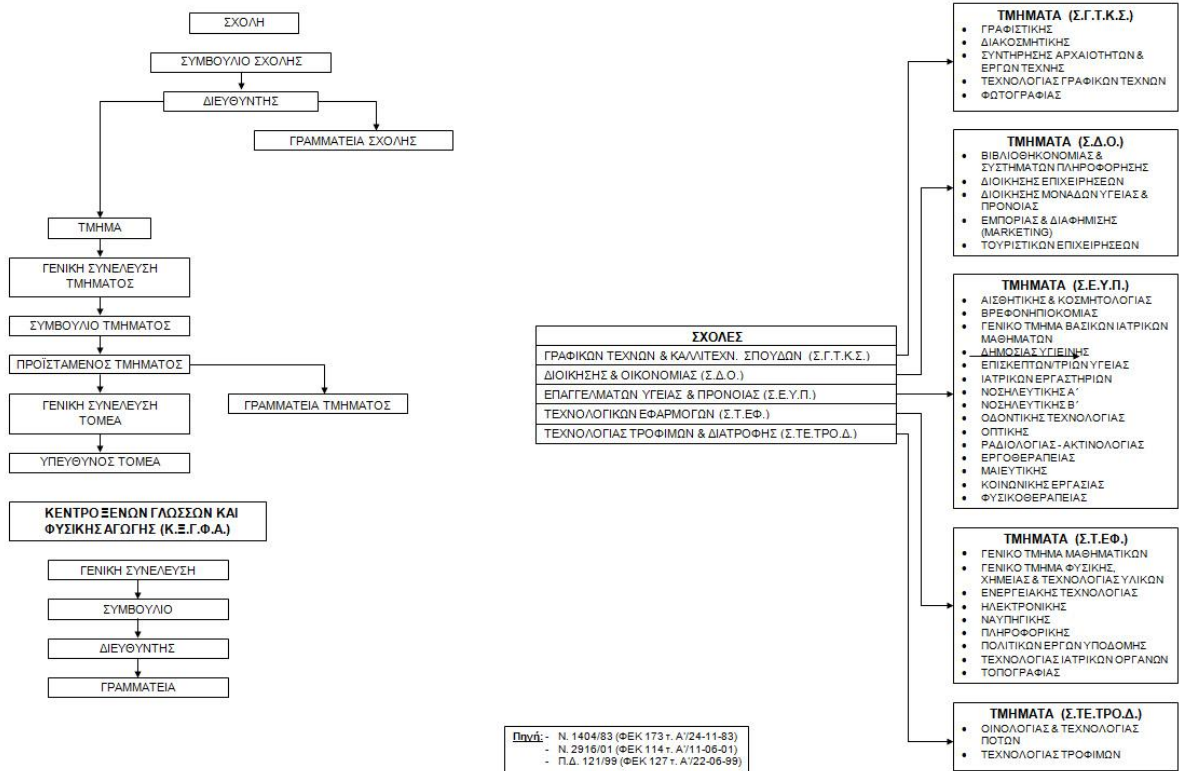 ΣΧΟΛΗ
ΣΥΜΒΟΥΛΙΟ ΣΧΟΛΗΣ
ΔΙΕΥΘΥΝΤΗΣ
ΓΡΑΜΜΑΤΕΙΑ ΣΧΟΛΗΣ
ΤΜΗΜΑ
ΓΕΝΙΚΗ ΣΥΝΕΛΕΥΣΗ
ΤΜΗΜΑΤΟΣ
ΣΥΜΒΟΥΛΙΟ ΤΜΗΜΑΤΟΣ
ΠΡΟΪΣΤΑΜΕΝΟΣ ΤΜΗΜΑΤΟΣ
ΓΡΑΜΜΑΤΕΙΑ ΤΜΗΜΑΤΟΣ
ΓΕΝΙΚΗ ΣΥΝΕΛΕΥΣΗ
ΤΟΜΕΑ
ΥΠΕΥΘΥΝΟΣ ΤΟΜΕΑ
ΚΕΝΤΡΟ ΞΕΝΩΝ ΓΛΩΣΣΩΝ ΚΑΙ
ΦΥΣΙΚΗΣ ΑΓΩΓΗΣ (Κ.Ξ.Γ.Φ.Α.)
ΓΕΝΙΚΗ ΣΥΝΕΛΕΥΣΗ
ΣΥΜΒΟΥΛΙΟ
ΔΙΕΥΘΥΝΤΗΣ
ΓΡΑΜΜΑΤΕΙΑ
ΣΧΟΛΕΣ
ΓΡΑΦΙΚΩΝ ΤΕΧΝΩΝ & ΚΑΛΛΙΤΕΧΝ. ΣΠΟΥΔΩΝ (Σ.Γ.Τ.Κ.Σ.)
ΔΙΟΙΚΗΣΗΣ & ΟΙΚΟΝΟΜΙΑΣ (Σ.Δ.Ο.)
ΕΠΑΓΓΕΛΜΑΤΩΝ ΥΓΕΙΑΣ & ΠΡΟΝΟΙΑΣ (Σ.Ε.Υ.Π.)
ΤΕΧΝΟΛΟΓΙΚΩΝ ΕΦΑΡΜΟΓΩΝ (Σ.Τ.ΕΦ.)
ΤΕΧΝΟΛΟΓΙΑΣ ΤΡΟΦΙΜΩΝ & ΔΙΑΤΡΟΦΗΣ (Σ.ΤΕ.ΤΡΟ.Δ.)
ΤΜΗΜΑΤΑ (Σ.Γ.Τ.Κ.Σ.)
• ΓΡΑΦΙΣΤΙΚΗΣ
• ΔΙΑΚΟΣΜΗΤΙΚΗΣ
• ΣΥΝΤΗΡΗΣΗΣ ΑΡΧΑΙΟΤΗΤΩΝ &
ΕΡΓΩΝ ΤΕΧΝΗΣ
• ΤΕΧΝΟΛΟΓΙΑΣ ΓΡΑΦΙΚΩΝ ΤΕΧΝΩΝ
• ΦΩΤΟΓΡΑΦΙΑΣ
ΤΜΗΜΑΤΑ (Σ.Δ.Ο.)
• ΒΙΒΛΙΟΘΗΚΟΝΟΜΙΑΣ &
ΣΥΣΤΗΜΑΤΩΝ ΠΛΗΡΟΦΟΡΗΣΗΣ
• ΔΙΟΙΚΗΣΗΣ ΕΠΙΧΕΙΡΗΣΕΩΝ
• ΔΙΟΙΚΗΣΗΣ ΜΟΝΑΔΩΝ ΥΓΕΙΑΣ &
ΠΡΟΝΟΙΑΣ
• ΕΜΠΟΡΙΑΣ & ΔΙΑΦΗΜΙΣΗΣ
(MARKETING)
• ΤΟΥΡΙΣΤΙΚΩΝ ΕΠΙΧΕΙΡΗΣΕΩΝ
ΤΜΗΜΑΤΑ (Σ.Ε.Υ.Π.)
• ΑΙΣΘΗΤΙΚΗΣ & ΚΟΣΜΗΤΟΛΟΓΙΑΣ
• ΒΡΕΦΟΝΗΠΙΟΚΟΜΙΑΣ
• ΓΕΝΙΚΟ ΤΜΗΜΑ ΒΑΣΙΚΩΝ ΙΑΤΡΙΚΩΝ
ΜΑΘΗΜΑΤΩΝ
• ΔΗΜΟΣΙΑΣ ΥΓΙΕΙΝΗΣ
• ΕΠΙΣΚΕΠΤΩΝ/ΤΡΙΩΝ ΥΓΕΙΑΣ
• ΙΑΤΡΙΚΩΝ ΕΡΓΑΣΤΗΡΙΩΝ
• ΝΟΣΗΛΕΥΤΙΚΗΣ Α΄
• ΝΟΣΗΛΕΥΤΙΚΗΣ Β΄
• ΟΔΟΝΤΙΚΗΣ ΤΕΧΝΟΛΟΓΙΑΣ
• ΟΠΤΙΚΗΣ
• ΡΑΔΙΟΛΟΓΙΑΣ - ΑΚΤΙΝΟΛΟΓΙΑΣ
• ΕΡΓΟΘΕΡΑΠΕΙΑΣ
• ΜΑΙΕΥΤΙΚΗΣ
• ΚΟΙΝΩΝΙΚΗΣ ΕΡΓΑΣΙΑΣ
• ΦΥΣΙΚΟΘΕΡΑΠΕΙΑΣ
ΤΜΗΜΑΤΑ (Σ.Τ.ΕΦ.)
• ΓΕΝΙΚΟ ΤΜΗΜΑ ΜΑΘΗΜΑΤΙΚΩΝ
• ΓΕΝΙΚΟ ΤΜΗΜΑ ΦΥΣΙΚΗΣ,
ΧΗΜΕΙΑΣ & ΤΕΧΝΟΛΟΓΙΑΣ ΥΛΙΚΩΝ
• ΕΝΕΡΓΕΙΑΚΗΣ ΤΕΧΝΟΛΟΓΙΑΣ
• ΗΛΕΚΤΡΟΝΙΚΗΣ
• ΝΑΥΠΗΓΙΚΗΣ
• ΠΛΗΡΟΦΟΡΙΚΗΣ
• ΠΟΛΙΤΙΚΩΝ ΕΡΓΩΝ ΥΠΟΔΟΜΗΣ
• ΤΕΧΝΟΛΟΓΙΑΣ ΙΑΤΡΙΚΩΝ ΟΡΓΑΝΩΝ
• ΤΟΠΟΓΡΑΦΙΑΣ
ΤΜΗΜΑΤΑ (Σ.ΤΕ.ΤΡΟ.Δ.)
• ΟΙΝΟΛΟΓΙΑΣ & ΤΕΧΝΟΛΟΓΙΑΣ
ΠΟΤΩΝ
• ΤΕΧΝΟΛΟΓΙΑΣ ΤΡΟΦΙΜΩΝ
Πηγή: - Ν. 1404/83 (ΦΕΚ 173 τ. Α'/24-11-83)
- Ν. 2916/01 (ΦΕΚ 114 τ. Α'/11-06-01)
- Π.Δ. 121/99 (ΦΕΚ 127 τ. Α'/22-06-99)